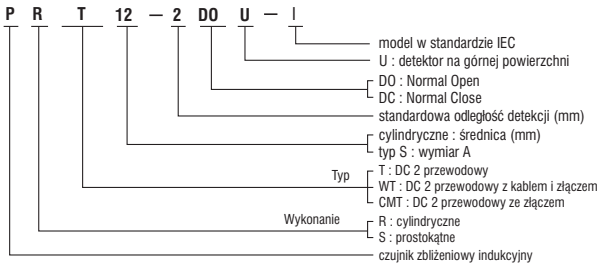 P R T 12 – 2 DO U – I
model w standardzie IEC
U : detektor na górnej powierzchni
DO : Normal Open
DC : Normal Close
standardowa odległość detekcji (mm)
cylindryczne : średnica (mm)
typ S : wymiar A
Typ
T : DC 2 przewodowy
WT : DC 2 przewodowy z kablem i złączem
CMT : DC 2 przewodowy ze złączem
Wykonanie
R : cylindryczne
S : prostokątne
czujnik zbliżeniowy indukcyjny